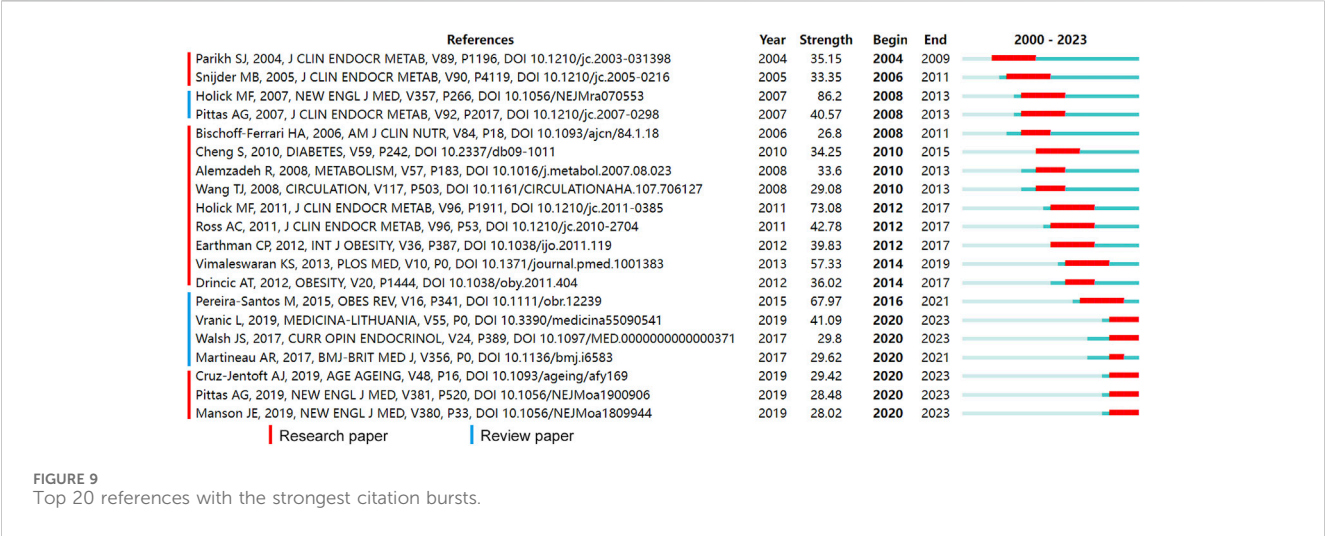 References Year Strength Begin End 2000 - 2023
Parikh SJ, 2004, J CLIN ENDOCR METAB, V89, P1196, DOI 10.1210/jc.2003-031398 2004 35.15 2004 2009
Snijder MB, 2005, J CLIN ENDOCR METAB, V90, P4119, DOI 10.1210/jc.2005-0216 2005 33.35 2006 2011
Holick MF, 2007, NEW ENGL J MED, V357, P266, DOI 10.1056/NEJMra070553 2007 86.2 2008 2013
Pittas AG, 2007, J CLIN ENDOCR METAB, V92, P2017, DOI 10.1210/jc.2007-0298 2007 40.57 2008 2013
Bischoff-Ferrari HA, 2006, AM J CLIN NUTR, V84, P18, DOI 10.1093/ajcn/84.1.18 2006 26.8 2008 2011
Cheng S, 2010, DIABETES, V59, P242, DOI 10.2337/db09-1011 2010 34.25 2010 2015
Alemzadeh R, 2008, METABOLISM, V57, P183, DOI 10.1016/j.metabol.2007.08.023 2008 33.6 2010 2013
Wang TJ, 2008, CIRCULATION, V117, P503, DOI 10.1161/CIRCULATIONAHA.107.706127 2008 29.08 2010 2013
Holick MF, 2011, J CLIN ENDOCR METAB, V96, P1911, DOI 10.1210/jc.2011-0385 2011 73.08 2012 2017
Ross AC, 2011, J CLIN ENDOCR METAB, V96, P53, DOI 10.1210/jc.2010-2704 2011 42.78 2012 2017
Earthman CP, 2012, INT J OBESITY, V36, P387, DOI 10.1038/ijo.2011.119 2012 39.83 2012 2017
Vimaleswaran KS, 2013, PLOS MED, V10, P0, DOI 10.1371/journal.pmed.1001383 2013 57.33 2014 2019
Drincic AT, 2012, OBESITY, V20, P1444, DOI 10.1038/oby.2011.404 2012 36.02 2014 2017
Pereira-Santos M, 2015, OBES REV, V16, P341, DOI 10.1111/obr.12239 2015 67.97 2016 2021
Vranic L, 2019, MEDICINA-LITHUANIA, V55, P0, DOI 10.3390/medicina55090541 2019 41.09 2020 2023
Walsh JS, 2017, CURR OPIN ENDOCRINOL, V24, P389, DOI 10.1097/MED.0000000000000371 2017 29.8 2020 2023
Martineau AR, 2017, BMJ-BRIT MED J, V356, P0, DOI 10.1136/bmj.i6583 2017 29.62 2020 2021
Cruz-Jentoft AJ, 2019, AGE AGEING, V48, P16, DOI 10.1093/ageing/afy169 2019 29.42 2020 2023
Pittas AG, 2019, NEW ENGL J MED, V381, P520, DOI 10.1056/NEJMoa1900906 2019 28.48 2020 2023
Manson JE, 2019, NEW ENGL J MED, V380, P33, DOI 10.1056/NEJMoa1809944 2019 28.02 2020 2023
Research paper Review paper
FIGURE 9
Top 20 references with the strongest citation bursts.